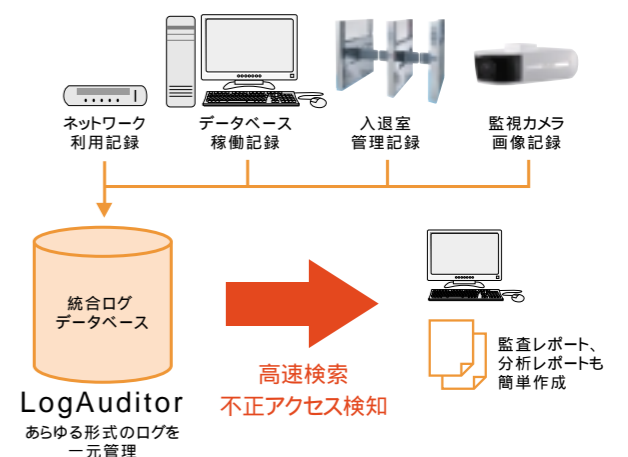 ネットワーク
利用記録
データベース
稼働記録
入退室
管理記録
監視カメラ
画像記録
統合ログ
データベース
高速検索
不正アクセス検知
監査レポート、
分析レポートも
簡単作成
LogAuditor
あらゆる形式のログを
一元管理